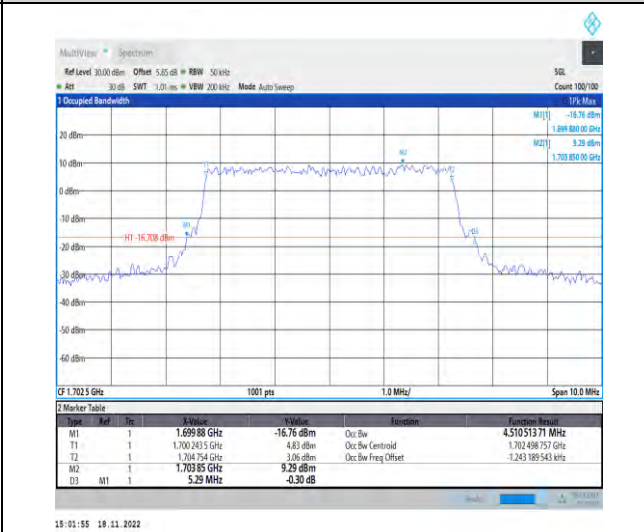 MultiView Spectrum
Ref Level 30.00 dBm Offset 5.85 dB RBW 50 kHz SGL
Att 30 dB SWT 1.01 ms VBW 200 kHz Mode Auto Sweep Count 100/100
1 Occupied Bandwidth 1Pk Max
M1[1] -16.76 dBm
1.699 880 00 GHz
M2[1] 9.29 dBm
1.703 850 00 GHz
20 dBm
10 dBm
0 dBm
-10 dBm
-20 dBm
-30 dBm
-40 dBm
-50 dBm
-60 dBm
M2
T1
T2
M1
D3
H1 -16.708 dBm
CF 1.702 5 GHz 1001 pts 1.0 MHz/ Span 10.0 MHz
2 Marker Table
Type Ref Trc X-Value Y-Value Function Function Result
M1 1 1.699 88 GHz -16.76 dBm Occ Bw 4.510 513 71 MHz
T1 1 1.700 243 5 GHz 4.83 dBm Occ Bw Centroid 1.702 498 757 GHz
T2 1 1.704 754 GHz 3.06 dBm Occ Bw Freq Offset -1.243 189 543 kHz
M2 1 1.703 85 GHz 9.29 dBm
D3 M1 1 5.29 MHz -0.30 dB
15:01:55 18.11.2022